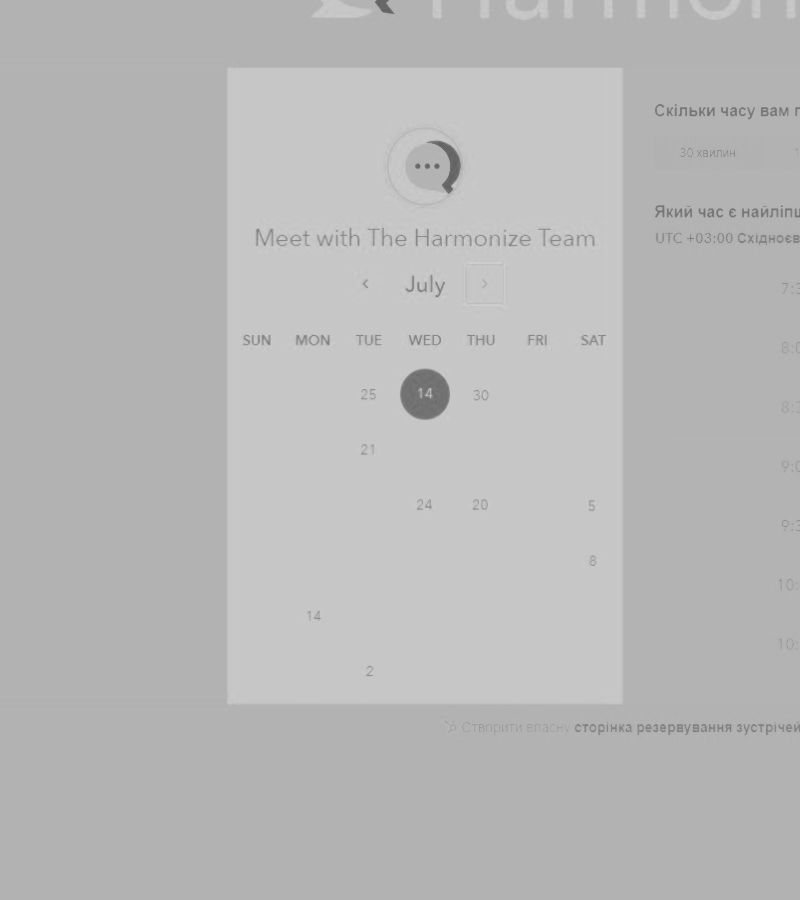 Harmon
Meet with The Harmonize Team
July
SUN MON TUE WED THU FRI SAT
25 14 30
21
24 20 5
8
14
2
Скільки часу вам
30 хвилин
Який час є
UTC +03:00
7:3
8:0
8:3
9:0
9:3
10:
10:
Створити власну сторінка резервування зустрічей